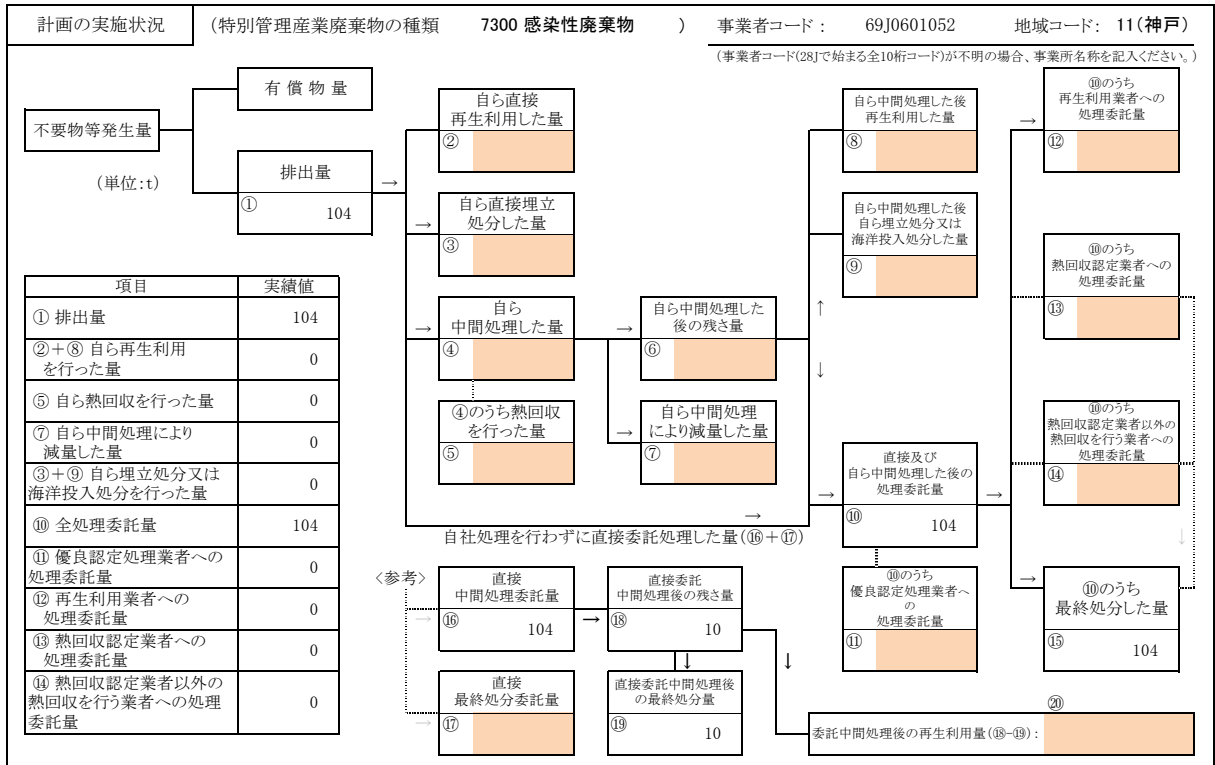 計画の実施状況
(特別管理産業廃棄物の種類 7300 感染性廃棄物 )
事業者コード: 69J0601052
地域コード: 11(神戸)
(事業者コード(28Jで始まる全10桁コード)が不明の場合、事業所名称を記入ください。)
不要物等発生量
(単位:t)
有償物量
排出量
① 104
→
自ら直接
再生利用した量
②
→
自ら直接埋立
処分した量
③
→
自ら
中間処理した量
④
④のうち熱回収
を行った量
⑤
→
自ら中間処理した
後の残さ量
⑥
→
自ら中間処理
により減量した量
⑦
自ら中間処理した後
再生利用した量
⑧
自ら中間処理した後
自ら埋立処分又は
海洋投入処分した量
⑨
↑
↓
→
→
直接及び
自ら中間処理した後の
処理委託量
⑩ 104
→
⑩のうち
優良認定処理業者へ
の
処理委託量
⑪
→
⑩のうち
再生利用業者への
処理委託量
⑫
⑩のうち
熱回収認定業者への
処理委託量
⑬
⑩のうち
熱回収認定業者以外の
熱回収を行う業者への
処理委託量
⑭
↓
→
⑩のうち
最終処分した量
⑮ 104
項目 実績値
① 排出量 104
②+⑧ 自ら再生利用
を行った量 0
⑤ 自ら熱回収を行った量 0
⑦ 自ら中間処理により
減量した量 0
③+⑨ 自ら埋立処分又は
海洋投入処分を行った量 0
⑩ 全処理委託量 104
⑪ 優良認定処理業者への
処理委託量 0
⑫ 再生利用業者への
処理委託量 0
⑬ 熱回収認定業者への
処理委託量 0
⑭ 熱回収認定業者以外の
熱回収を行う業者への処理
委託量 0
自社処理を行わずに直接委託処理した量(⑯+⑰)
<参考>
→
直接
中間処理委託量
⑯ 104
→
直接委託
中間処理後の残さ量
⑱ 10
↓
↓
→
直接
最終処分委託量
⑰
直接委託中間処理後
の最終処分量
⑲ 10
⑳
委託中間処理後の再生利用量(⑱-⑲):